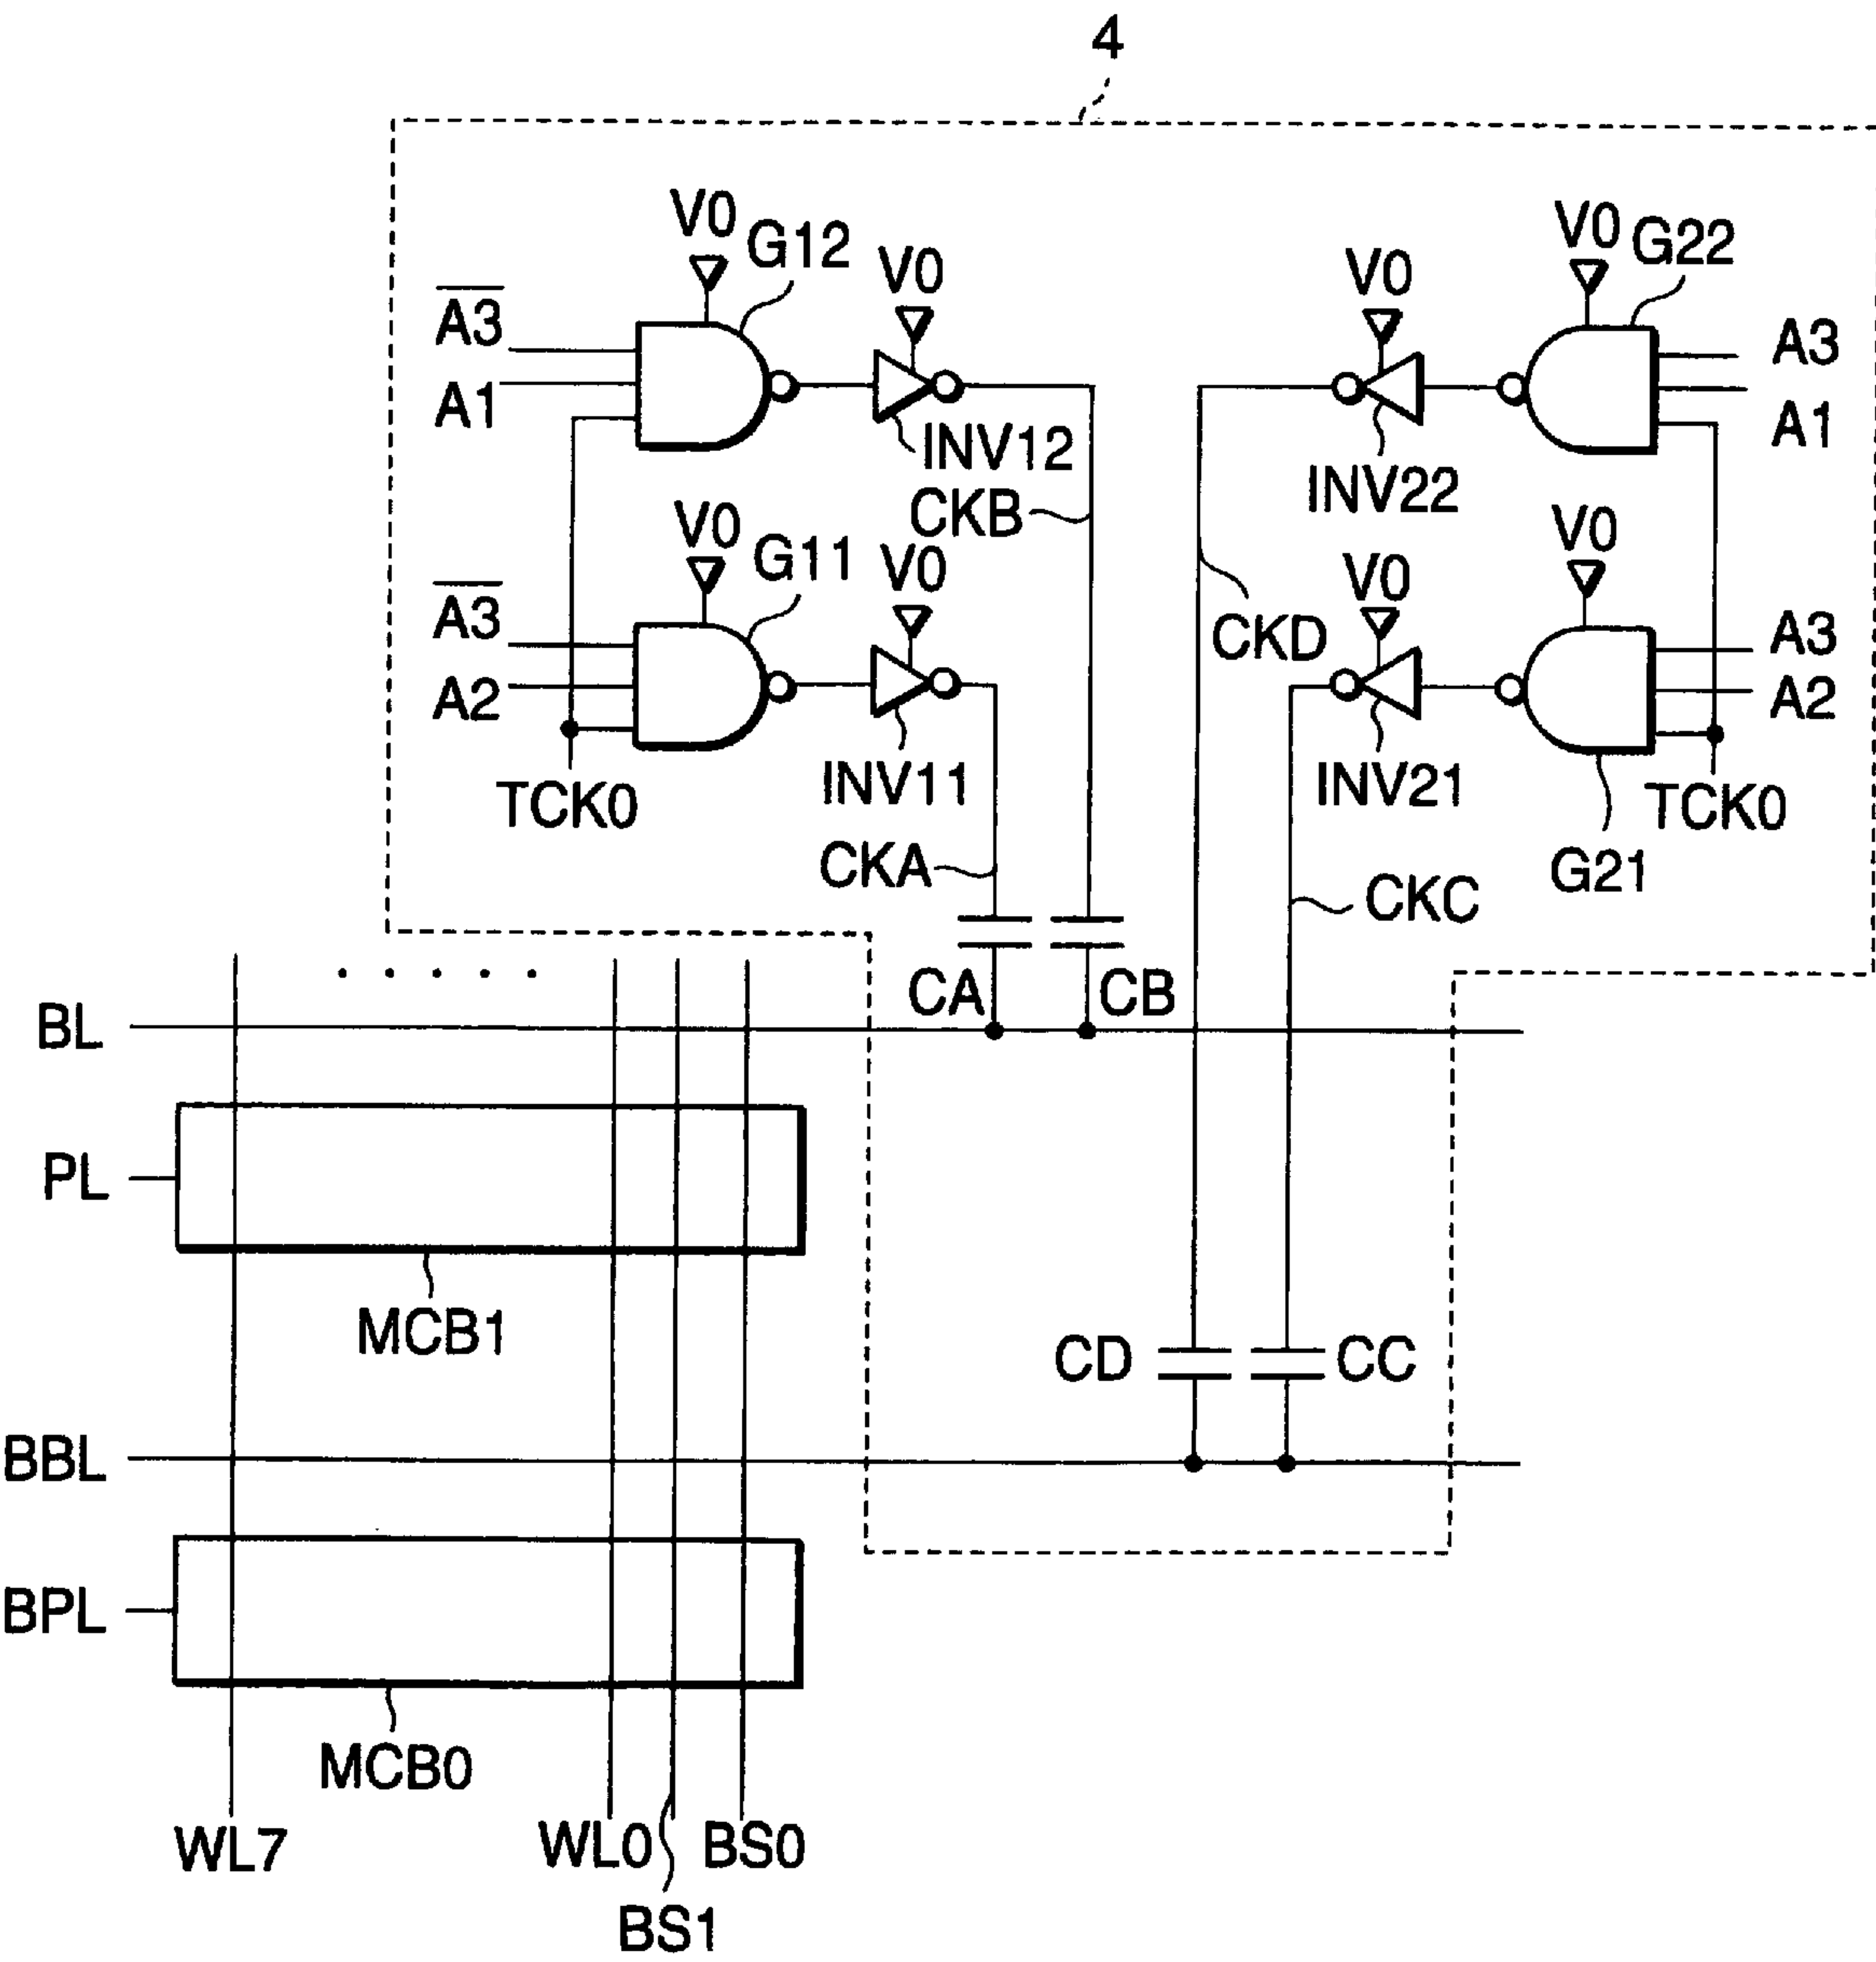 4
V0 G12 V0 V0 V0 G22
A̅3̅
A1
A3
A1
INV12
INV22
CKB
V0 G11 V0 V0 V0
A̅3̅
A2
CKD
A3
A2
TCK0
INV11
INV21
TCK0
CKA
G21
CKC
CA
CB
BL
PL
MCB1
CD
CC
BBL
BPL
MCB0
WL7
WL0
BS0
BS1